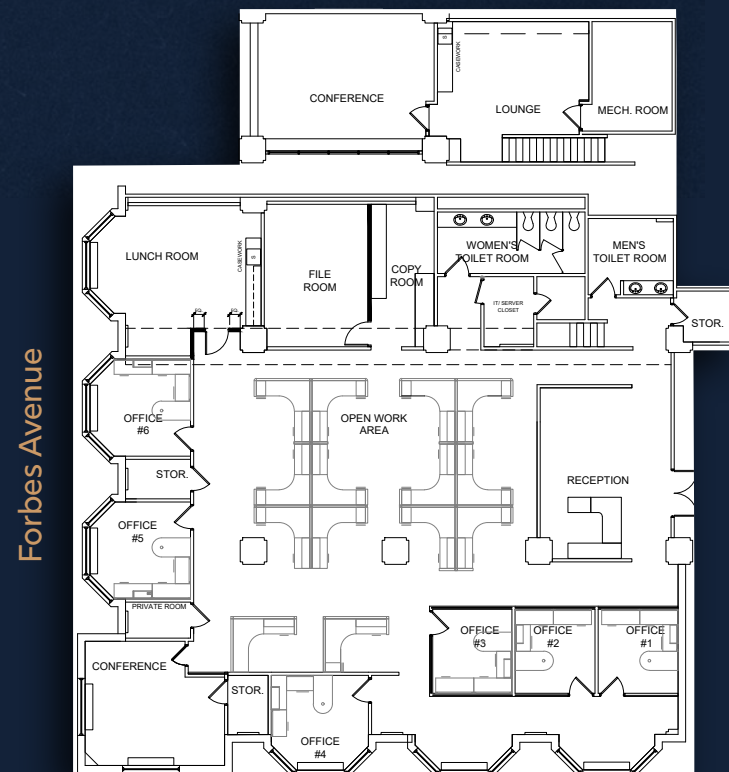 CONFERENCE
CASEWORK
S
LOUNGE
MECH. ROOM
LUNCH ROOM
CASEWORK
S
FILE
ROOM
COPY
ROOM
WOMEN'S
TOILET ROOM
MEN'S
TOILET ROOM
IT/ SERVER
CLOSET
STOR.
Forbes Avenue
OFFICE
#6
OPEN WORK
AREA
STOR.
RECEPTION
OFFICE
#5
PRIVATE ROOM
CONFERENCE
OFFICE
#3
OFFICE
#2
OFFICE
#1
STOR.
OFFICE
#4